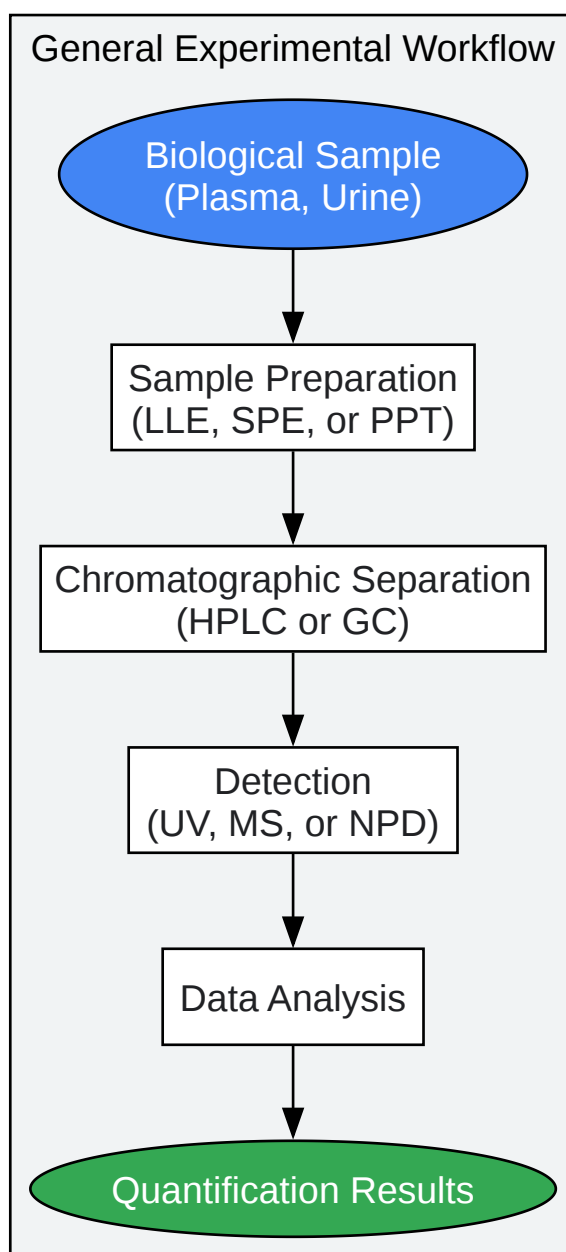 General Experimental Workflow
Biological Sample
(Plasma, Urine)
Sample Preparation
(LLE, SPE, or PPT)
Chromatographic Separation
(HPLC or GC)
Detection
(UV, MS, or NPD)
Data Analysis
Quantification Results